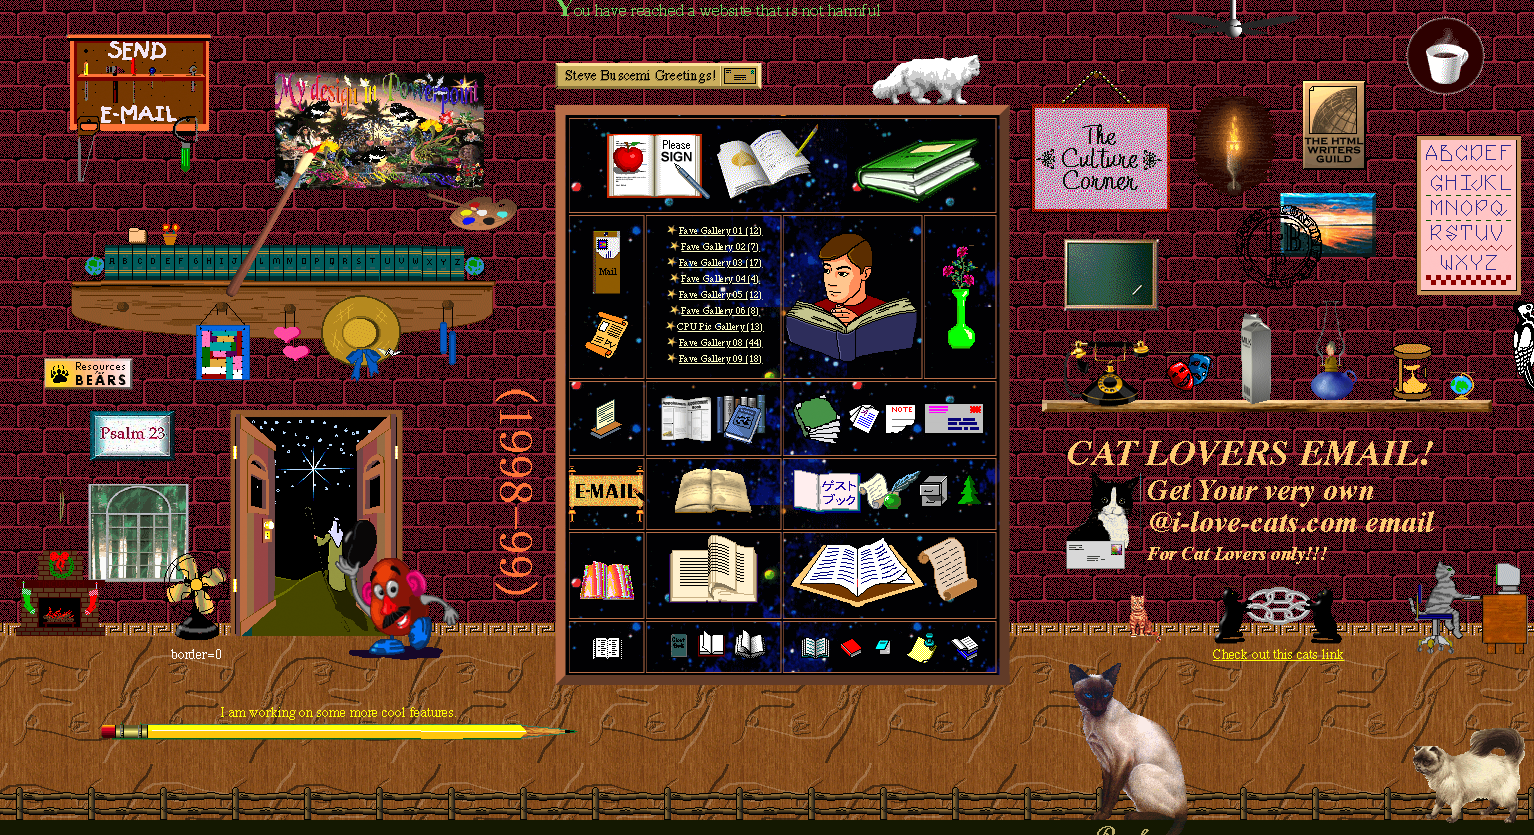 You have reached a website that is not harmful
SEND
E-MAIL
My design in Powerpoint
Steve Buscemi Greetings!
Please
SIGN
The
Culture
Corner
THE HTML
WRITERS
GUILD
ABCDEF
GHIJKL
MNOPQ
RSTUV
WXYZ
A B C D E F G H I J K L M N O P Q R S T U V W X Y Z
Mail
Fave Gallery 01 (12)
Fave Gallery 02 (7)
Fave Gallery 03 (17)
Fave Gallery 04 (4)
Fave Gallery 05 (12)
Fave Gallery 06 (8)
CPU Pic Gallery (13)
Fave Gallery 08 (44)
Fave Gallery 09 (18)
MILK
Resources
BEARS
Psalm 23
(1998-99)
NOTE
E-MAIL
ゲスト
ブック
CAT LOVERS EMAIL!
Get Your very own
@i-love-cats.com email
For Cat Lovers only!!!
border=0
Check out this cats link
I am working on some more cool features.